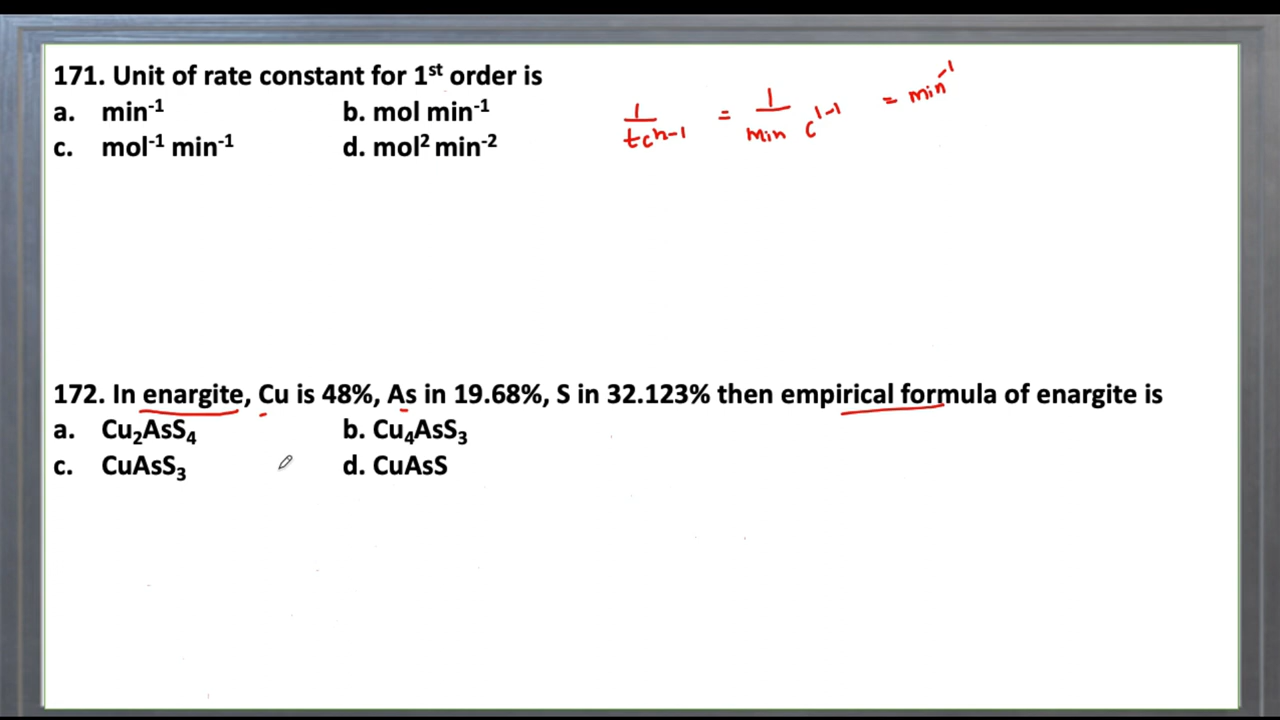 171. Unit of rate constant for 1st order is
a. min⁻¹ b. mol min⁻¹
c. mol⁻¹ min⁻¹ d. mol² min⁻²
1/tcⁿ⁻¹ = 1/min c¹⁻¹ = min⁻¹
172. In enargite, Cu is 48%, As in 19.68%, S in 32.123% then empirical formula of enargite is
a. Cu₂AsS₄ b. Cu₄AsS₃
c. CuAsS₃ d. CuAsS